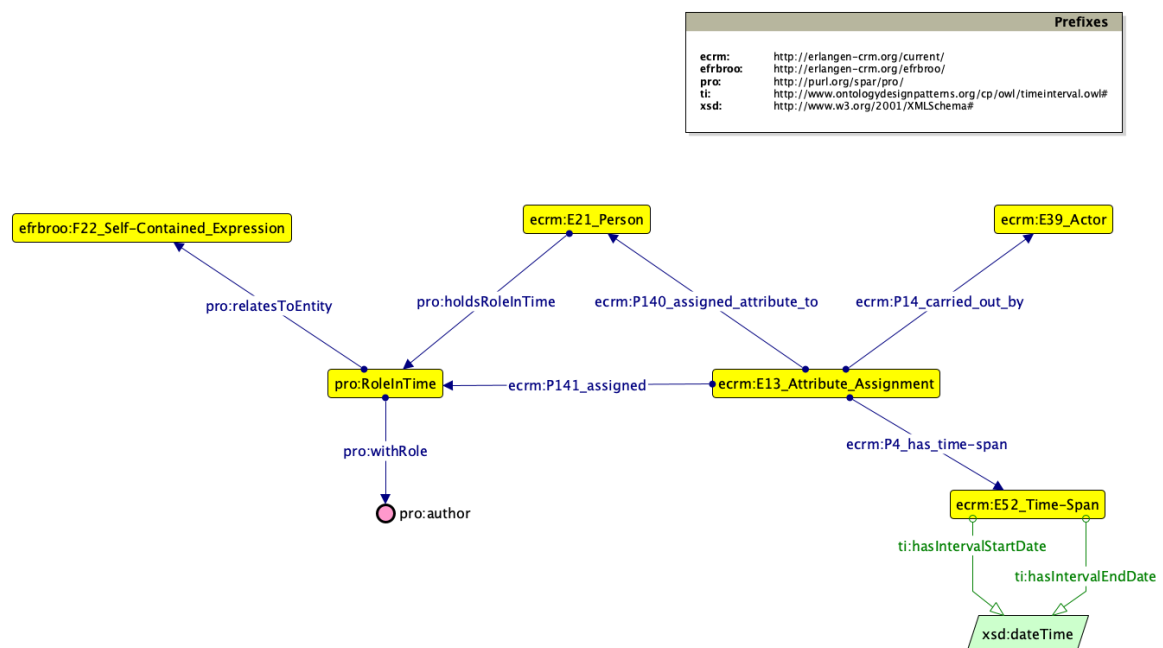 Prefixes
ecrm: http://erlangen-crm.org/current/
efrbroo: http://erlangen-crm.org/efrbroo/
pro: http://purl.org/spar/pro/
ti: http://www.ontologydesignpatterns.org/cp/owl/timeinterval.owl#
xsd: http://www.w3.org/2001/XMLSchema#
efrbroo:F22_Self-Contained_Expression
ecrm:E21_Person
ecrm:E39_Actor
pro:relatesToEntity
pro:holdsRoleInTime
ecrm:P140_assigned_attribute_to
ecrm:P14_carried_out_by
pro:RoleInTime
ecrm:P141_assigned
ecrm:E13_Attribute_Assignment
pro:withRole
ecrm:P4_has_time-span
pro:author
ecrm:E52_Time-Span
ti:hasIntervalStartDate
ti:hasIntervalEndDate
xsd:dateTime